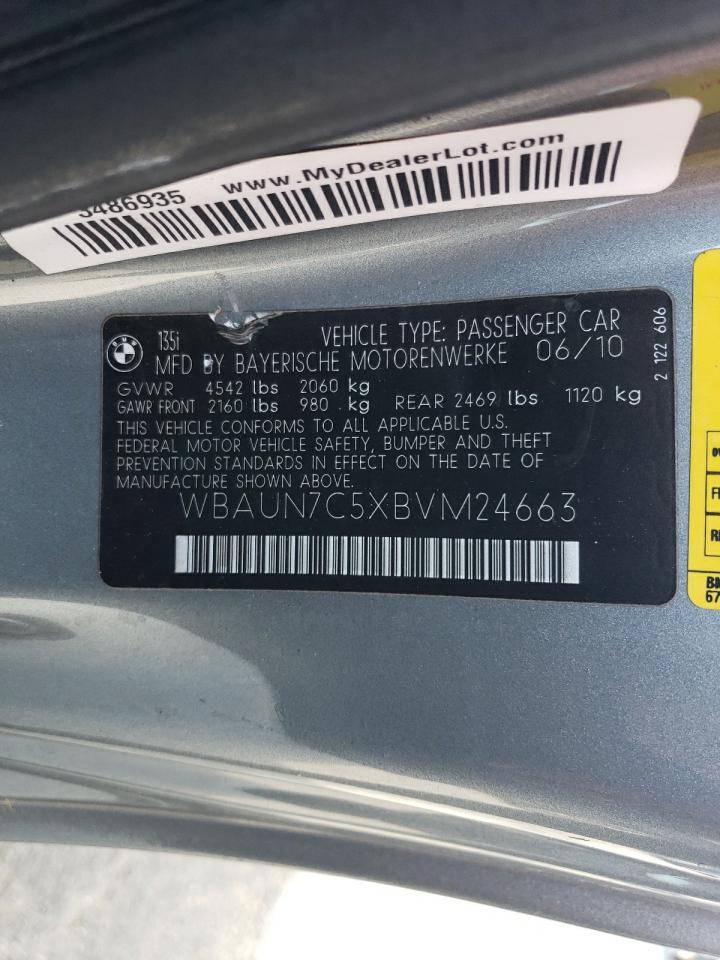 www.MyDealerLot.com
3486935
BMW
135i
VEHICLE TYPE: PASSENGER CAR
MFD BY BAYERISCHE MOTORENWERKE 06/10
GVWR 4542 lbs 2060 kg
GAWR FRONT 2160 lbs 980 kg REAR 2469 lbs 1120 kg
THIS VEHICLE CONFORMS TO ALL APPLICABLE U.S.
FEDERAL MOTOR VEHICLE SAFETY, BUMPER AND THEFT
PREVENTION STANDARDS IN EFFECT ON THE DATE OF
MANUFACTURE SHOWN ABOVE.
WBAUN7C5XBVM24663
2 122 606
67